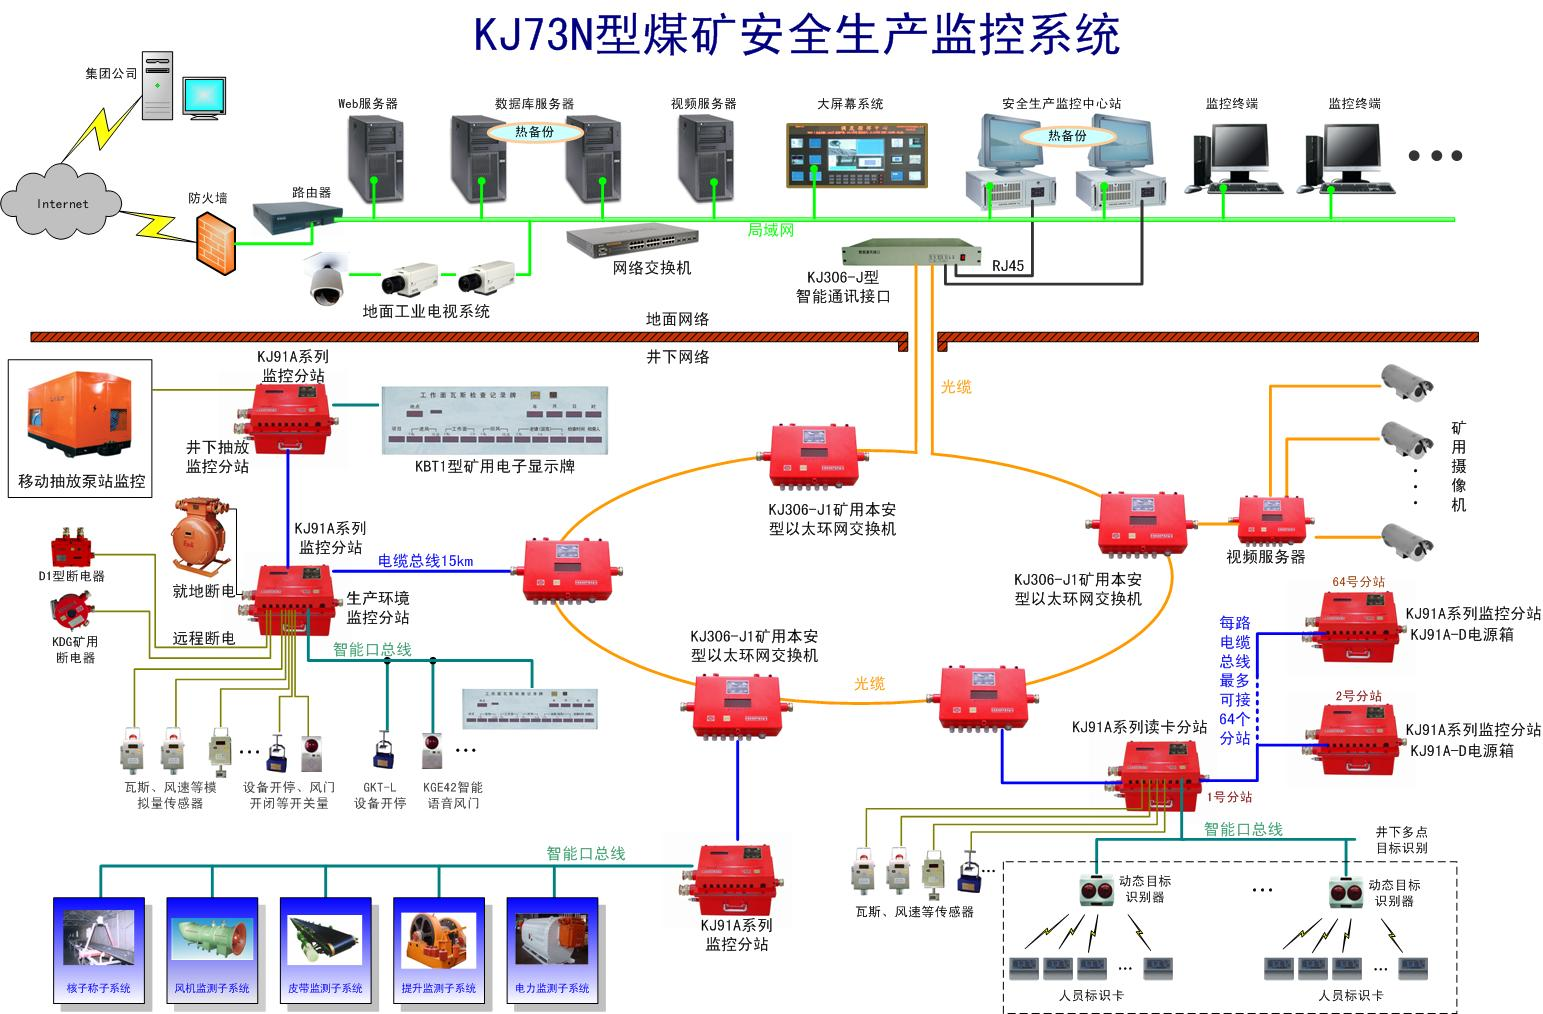 KJ73N型煤矿安全生产监控系统
集团公司
Internet
防火墙
路由器
Web服务器
数据库服务器
热备份
视频服务器
大屏幕系统
安全生产监控中心站
热备份
监控终端
监控终端
局域网
网络交换机
地面工业电视系统
KJ306-J型
智能通讯接口
RJ45
地面网络
井下网络
光缆
KJ91A系列
监控分站
井下抽放
监控分站
移动抽放泵站监控
工作面瓦斯检查记录牌
KBT1型矿用电子显示牌
KJ306-J1矿用本安
型以太环网交换机
矿用摄像机
视频服务器
KJ91A系列
监控分站
电缆总线15km
D1型断电器
就地断电
生产环境
监控分站
KDG矿用
断电器
远程断电
智能口总线
KJ306-J1矿用本安
型以太环网交换机
KJ306-J1矿用本安
型以太环网交换机
光缆
64号分站
KJ91A系列监控分站
KJ91A-D电源箱
每路
电缆
总线
最多
可接
64个
分站
2号分站
KJ91A系列监控分站
KJ91A-D电源箱
KJ91A系列读卡分站
1号分站
瓦斯、风速等模
拟量传感器
设备开停、风门
开闭等开关量
GKT-L
设备开停
KGE42智能
语音风门
智能口总线
KJ91A系列
监控分站
核子称子系统
风机监测子系统
皮带监测子系统
提升监测子系统
电力监测子系统
瓦斯、风速等传感器
智能口总线
井下多点
目标识别
动态目标
识别器
动态目标
识别器
人员标识卡
人员标识卡